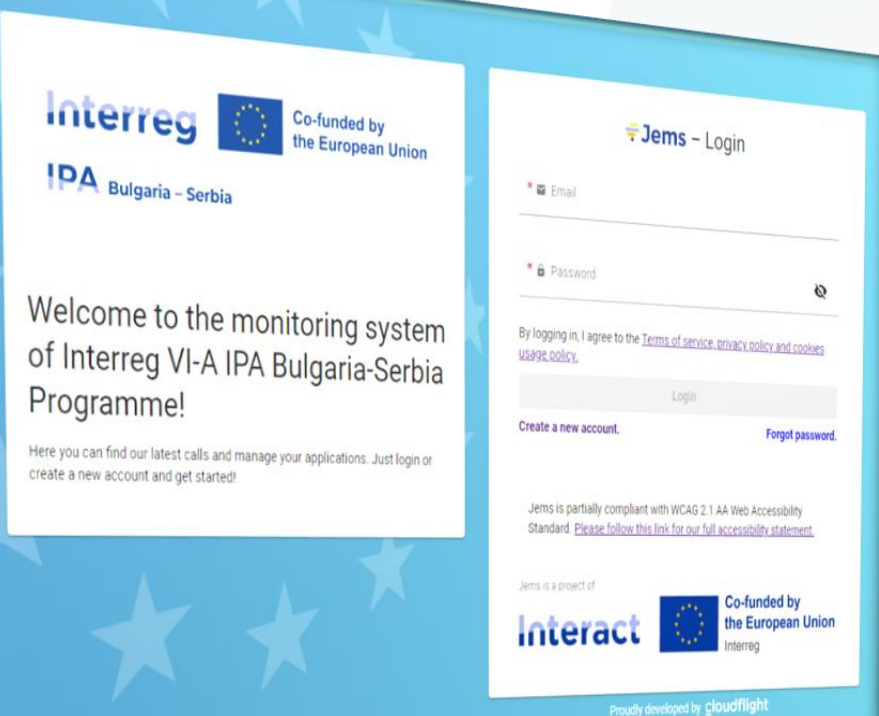 Interreg
Co-funded by
the European Union
IPA Bulgaria – Serbia
Welcome to the monitoring system
of Interreg VI-A IPA Bulgaria-Serbia
Programme!
Here you can find our latest calls and manage your applications. Just login or
create a new account and get started!
Jems – Login
* Email
* Password
By logging in, I agree to the Terms of service, privacy policy and cookies
usage policy.
Login
Create a new account.
Forgot password.
Jems is partially compliant with WCAG 2.1 AA Web Accessibility
Standard. Please follow this link for our full accessibility statement.
Jems is a project of
Interact
Co-funded by
the European Union
Interreg
Proudly developed by cloudflight